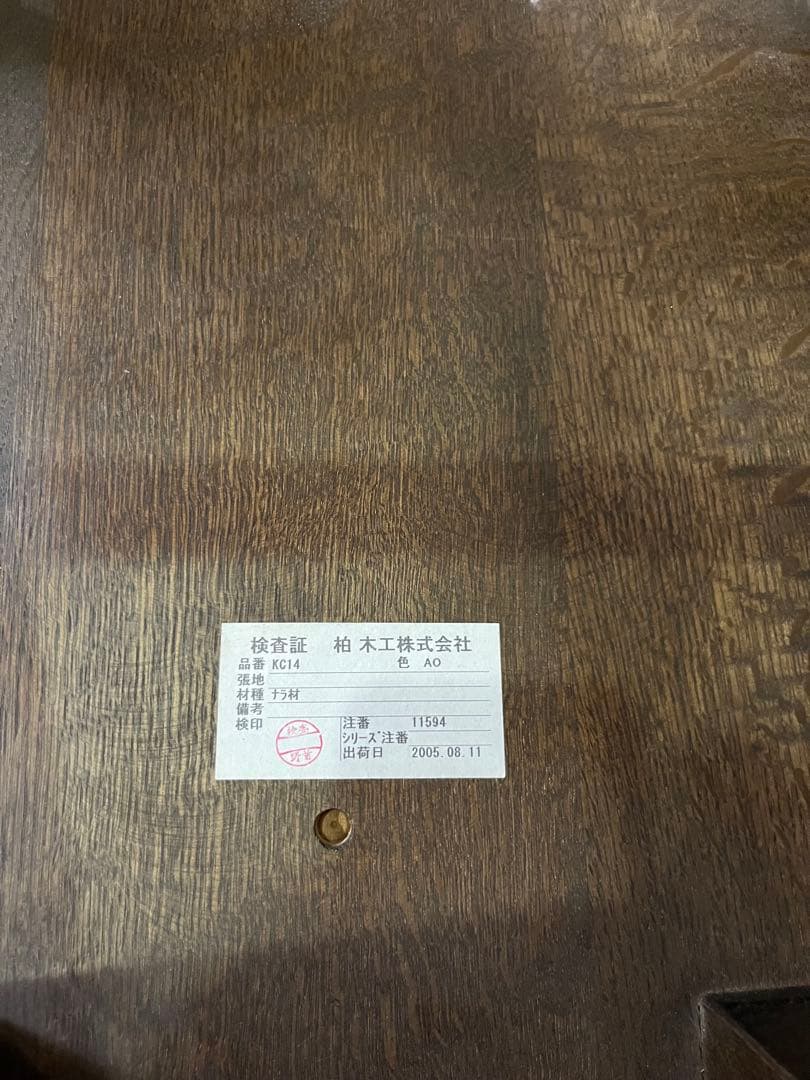 検査証 柏木工株式会社
品番 KC14 色 AO
張地
材種 ナラ材
備考
検印 注番 11594
シリーズ注番
出荷日 2005.08.11